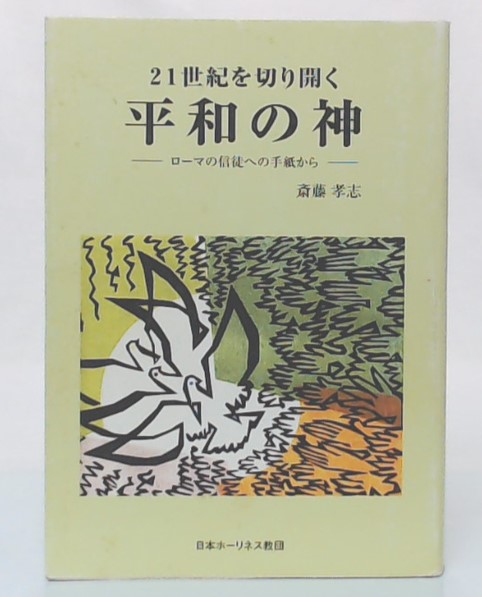 21世紀を切り開く
平和の神
ローマの信徒への手紙から
斎藤 孝志
日本ホーリネス教団